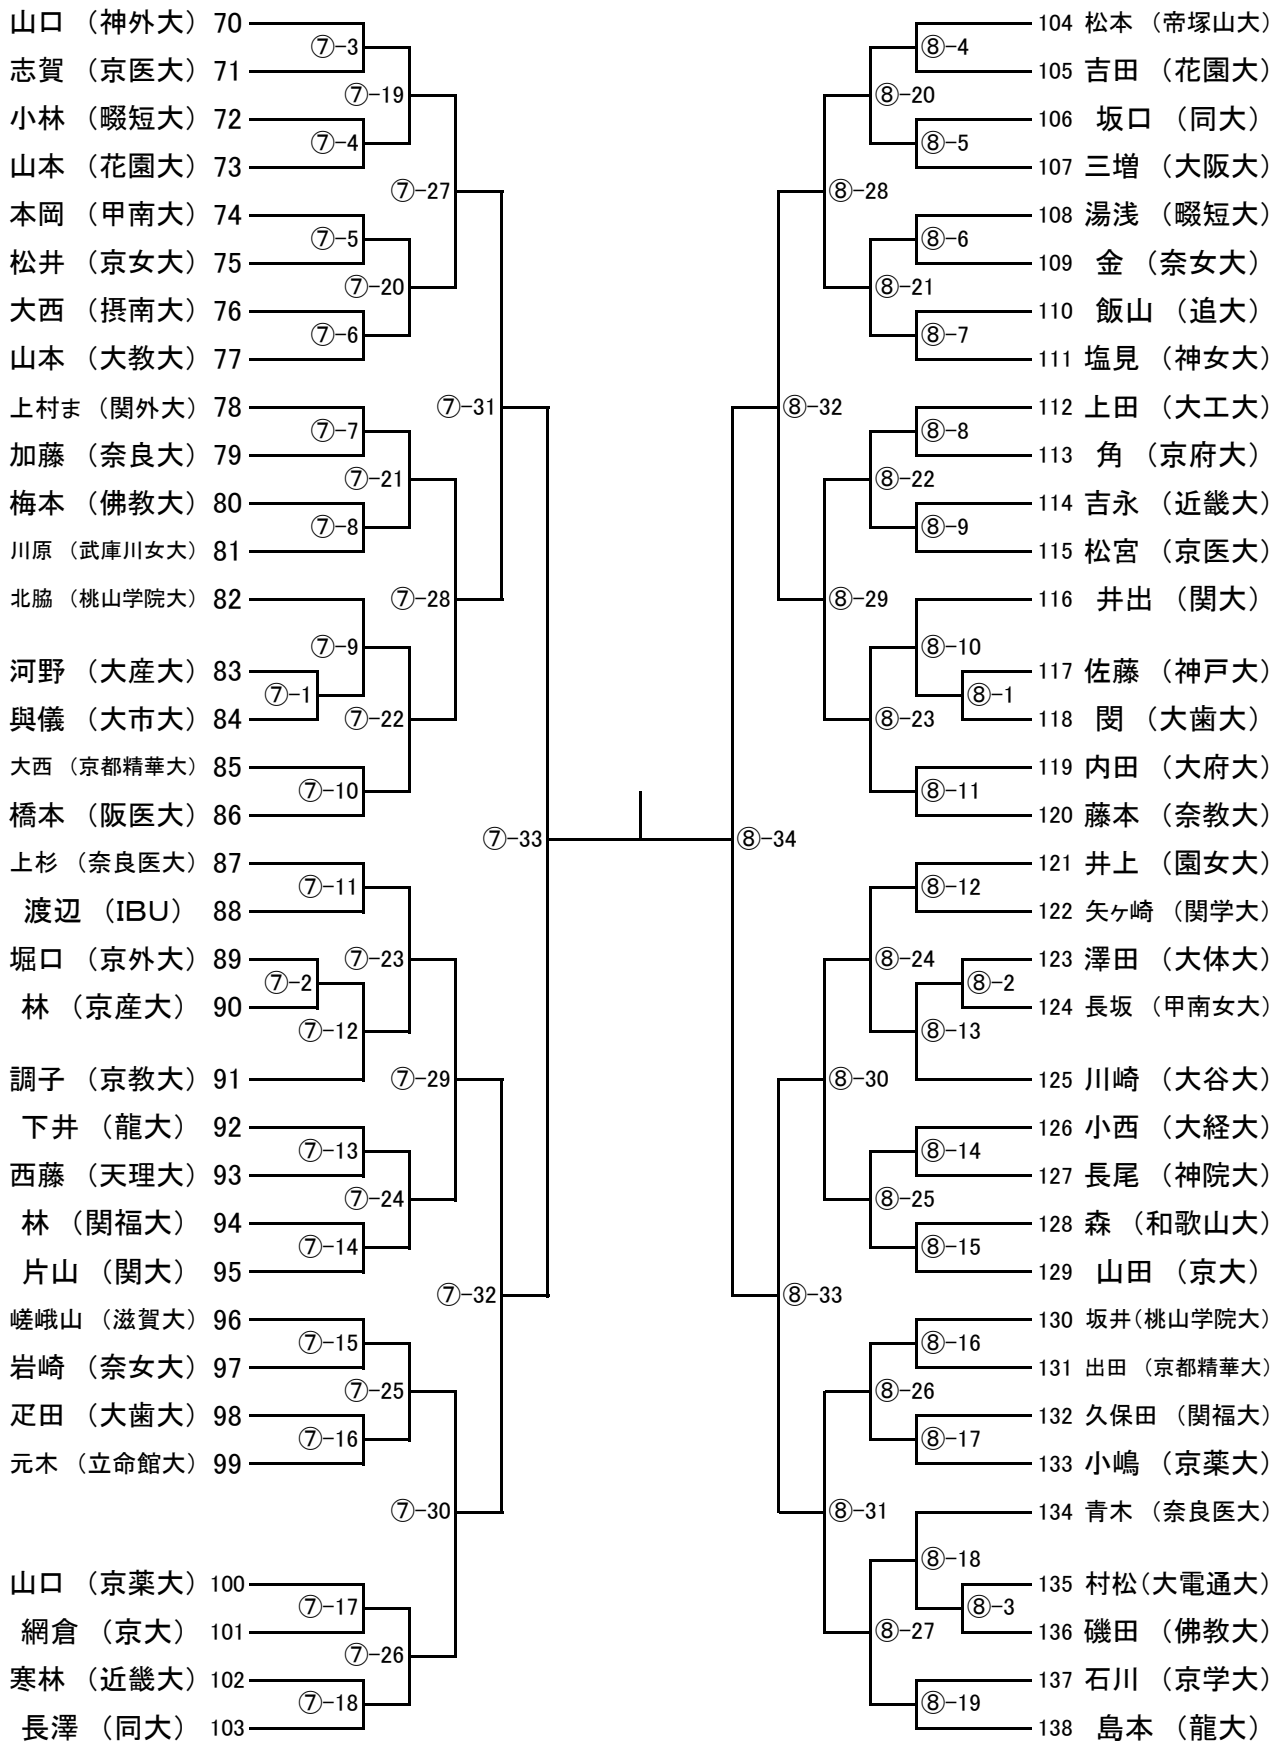 山口 （神外大） 70
⑦-3
志賀 （京医大） 71
⑦-19
小林 （畷短大） 72
⑦-4
山本 （花園大） 73
⑦-27
本岡 （甲南大） 74
⑦-5
松井 （京女大） 75
⑦-20
大西 （摂南大） 76
⑦-6
山本 （大教大） 77
上村ま （関外大） 78
⑦-31
⑦-7
加藤 （奈良大） 79
⑦-21
梅本 （佛教大） 80
⑦-8
川原 （武庫川女大） 81
北脇 （桃山学院大） 82
⑦-28
⑦-9
河野 （大産大） 83
⑦-1
與儀 （大市大） 84
⑦-22
大西 （京都精華大） 85
⑦-10
橋本 （阪医大） 86
⑦-33
上杉 （奈良医大） 87
⑦-11
渡辺 （IBU） 88
堀口 （京外大） 89
⑦-23
⑦-2
林 （京産大） 90
⑦-12
調子 （京教大） 91
⑦-29
下井 （龍大） 92
⑦-13
西藤 （天理大） 93
⑦-24
林 （関福大） 94
⑦-14
片山 （関大） 95
⑦-32
嵯峨山 （滋賀大） 96
⑦-15
岩崎 （奈女大） 97
⑦-25
疋田 （大歯大） 98
⑦-16
元木 （立命館大） 99
⑦-30
山口 （京薬大） 100
⑦-17
網倉 （京大） 101
⑦-26
寒林 （近畿大） 102
⑦-18
長澤 （同大） 103
104 松本 （帝塚山大）
⑧-4
105 吉田 （花園大）
⑧-20
106 坂口 （同大）
⑧-5
107 三増 （大阪大）
⑧-28
108 湯浅 （畷短大）
⑧-6
109 金 （奈女大）
⑧-21
110 飯山 （追大）
⑧-7
111 塩見 （神女大）
⑧-32
112 上田 （大工大）
⑧-8
113 角 （京府大）
⑧-22
114 吉永 （近畿大）
⑧-9
115 松宮 （京医大）
⑧-29
116 井出 （関大）
⑧-10
117 佐藤 （神戸大）
⑧-1
118 閔 （大歯大）
⑧-23
119 内田 （大府大）
⑧-11
120 藤本 （奈教大）
⑧-34
121 井上 （園女大）
⑧-12
122 矢ヶ崎 （関学大）
⑧-24
123 澤田 （大体大）
⑧-2
124 長坂 （甲南女大）
⑧-13
⑧-30
125 川崎 （大谷大）
126 小西 （大経大）
⑧-14
127 長尾 （神院大）
⑧-25
128 森 （和歌山大）
⑧-15
129 山田 （京大）
⑧-33
130 坂井（桃山学院大）
⑧-16
131 出田 （京都精華大）
⑧-26
132 久保田 （関福大）
⑧-17
133 小嶋 （京薬大）
⑧-31
134 青木 （奈良医大）
⑧-18
135 村松（大電通大）
⑧-3
136 磯田 （佛教大）
⑧-27
137 石川 （京学大）
⑧-19
138 島本 （龍大）